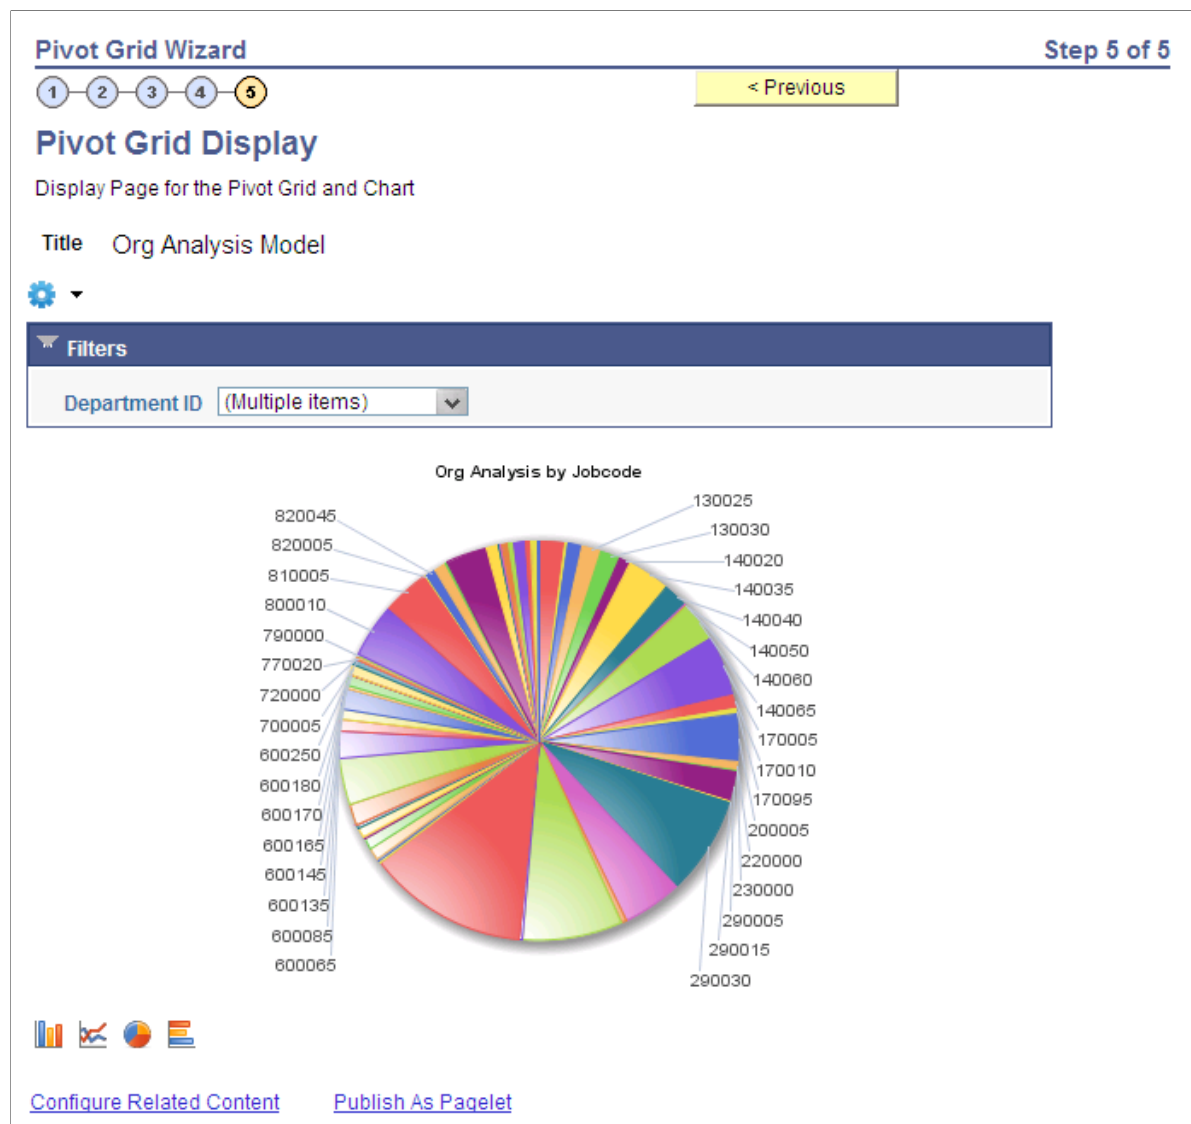 Pivot Grid Wizard
Step 5 of 5
1 2 3 4 5
< Previous
Pivot Grid Display
Display Page for the Pivot Grid and Chart
Title Org Analysis Model
Filters
Department ID (Multiple items)
Org Analysis by Jobcode
820045
820005
810005
800010
790000
770020
720000
700005
600250
600180
600170
600165
600145
600135
600085
600065
130025
130030
140020
140035
140040
140050
140060
140065
170005
170010
170095
200005
220000
230000
290005
290015
290030
Configure Related Content
Publish As Pagelet